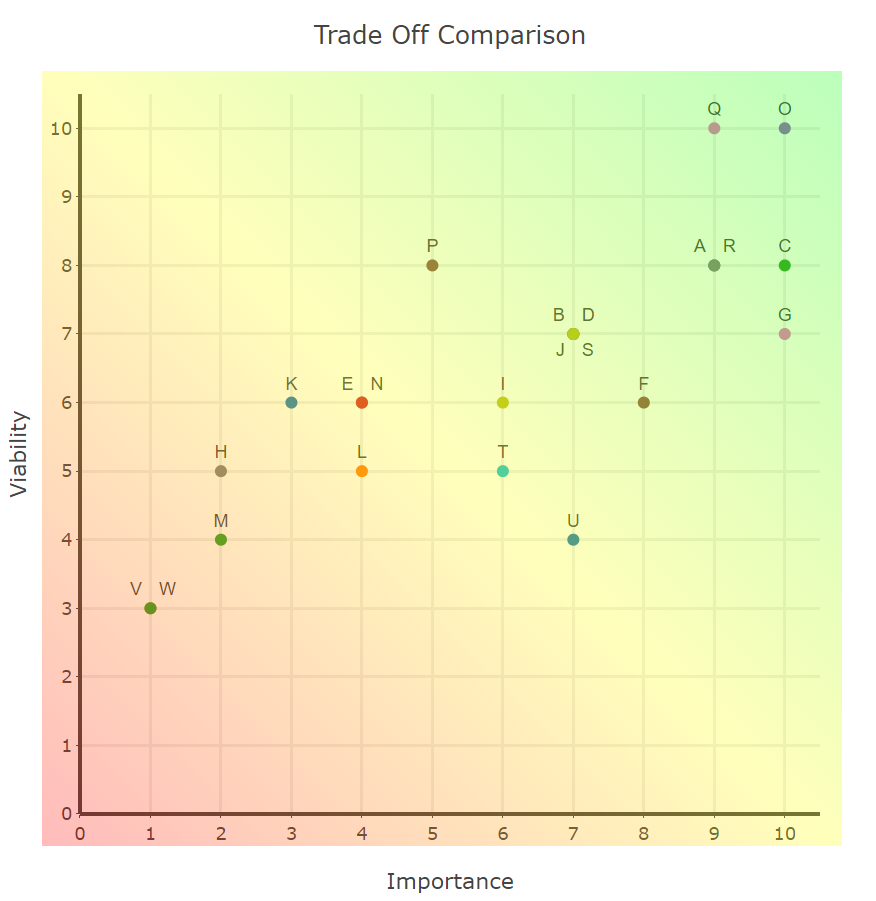 Trade Off Comparison
Q O
10
9
P A R C
8
B D G
7
J S
K E N I F
6
H L T
5
M U
4
V W
3
2
1
0
0 1 2 3 4 5 6 7 8 9 10
Viability
Importance